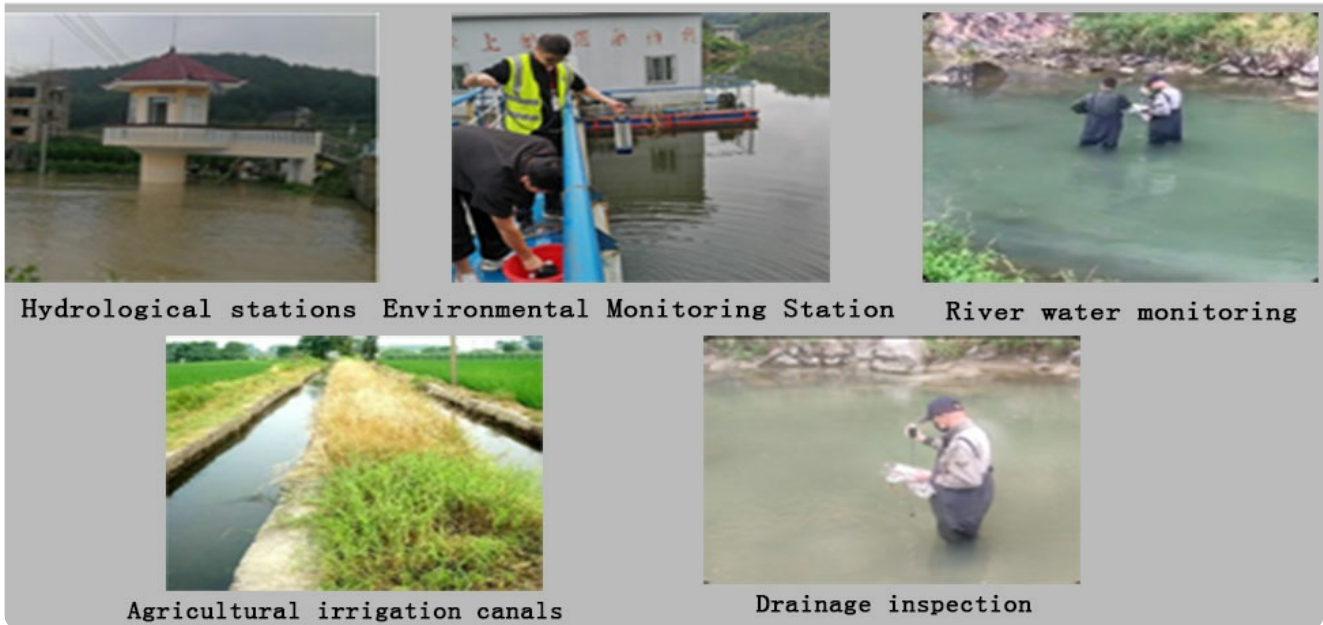 Hydrological stations
Environmental Monitoring Station
River water monitoring
Agricultural irrigation canals
Drainage inspection